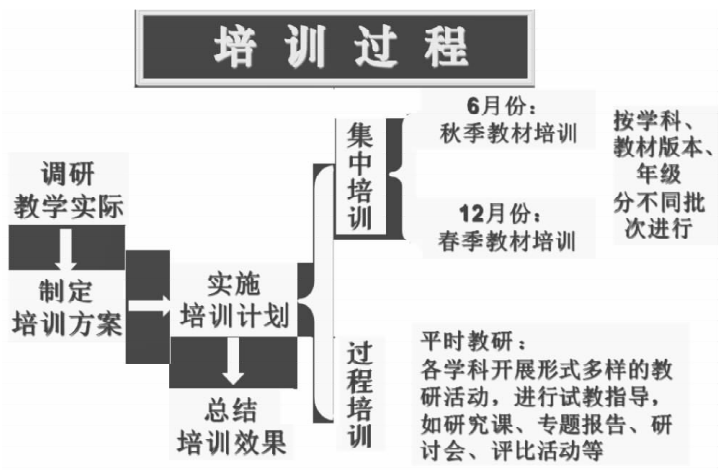 培训过程
调研
教学实际
制定
培训方案
实施
培训计划
总结
培训效果
集中培训
6月份：
秋季教材培训
12月份：
春季教材培训
按学科、
教材版本、
年级
分不同批
次进行
过程培训
平时教研：
各学科开展形式多样的教
研活动，进行试教指导，
如研究课、专题报告、研
讨会、评比活动等